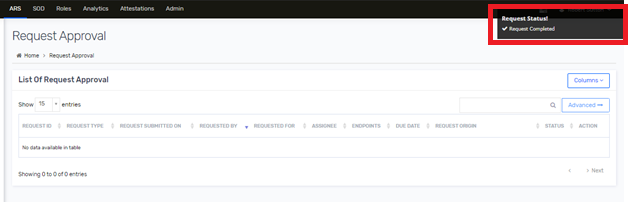 ARS SOD Roles Analytics Attestations Admin
Request Status!
✓ Request Completed
Request Approval
Home > Request Approval
List Of Request Approval
Columns
Show 15 entries
Advanced
REQUEST ID REQUEST TYPE REQUEST SUBMITTED ON REQUESTED BY REQUESTED FOR ASSIGNEE ENDPOINTS DUE DATE REQUEST ORIGIN STATUS ACTION
No data available in table
Showing 0 to 0 of 0 entries
‹ › Next